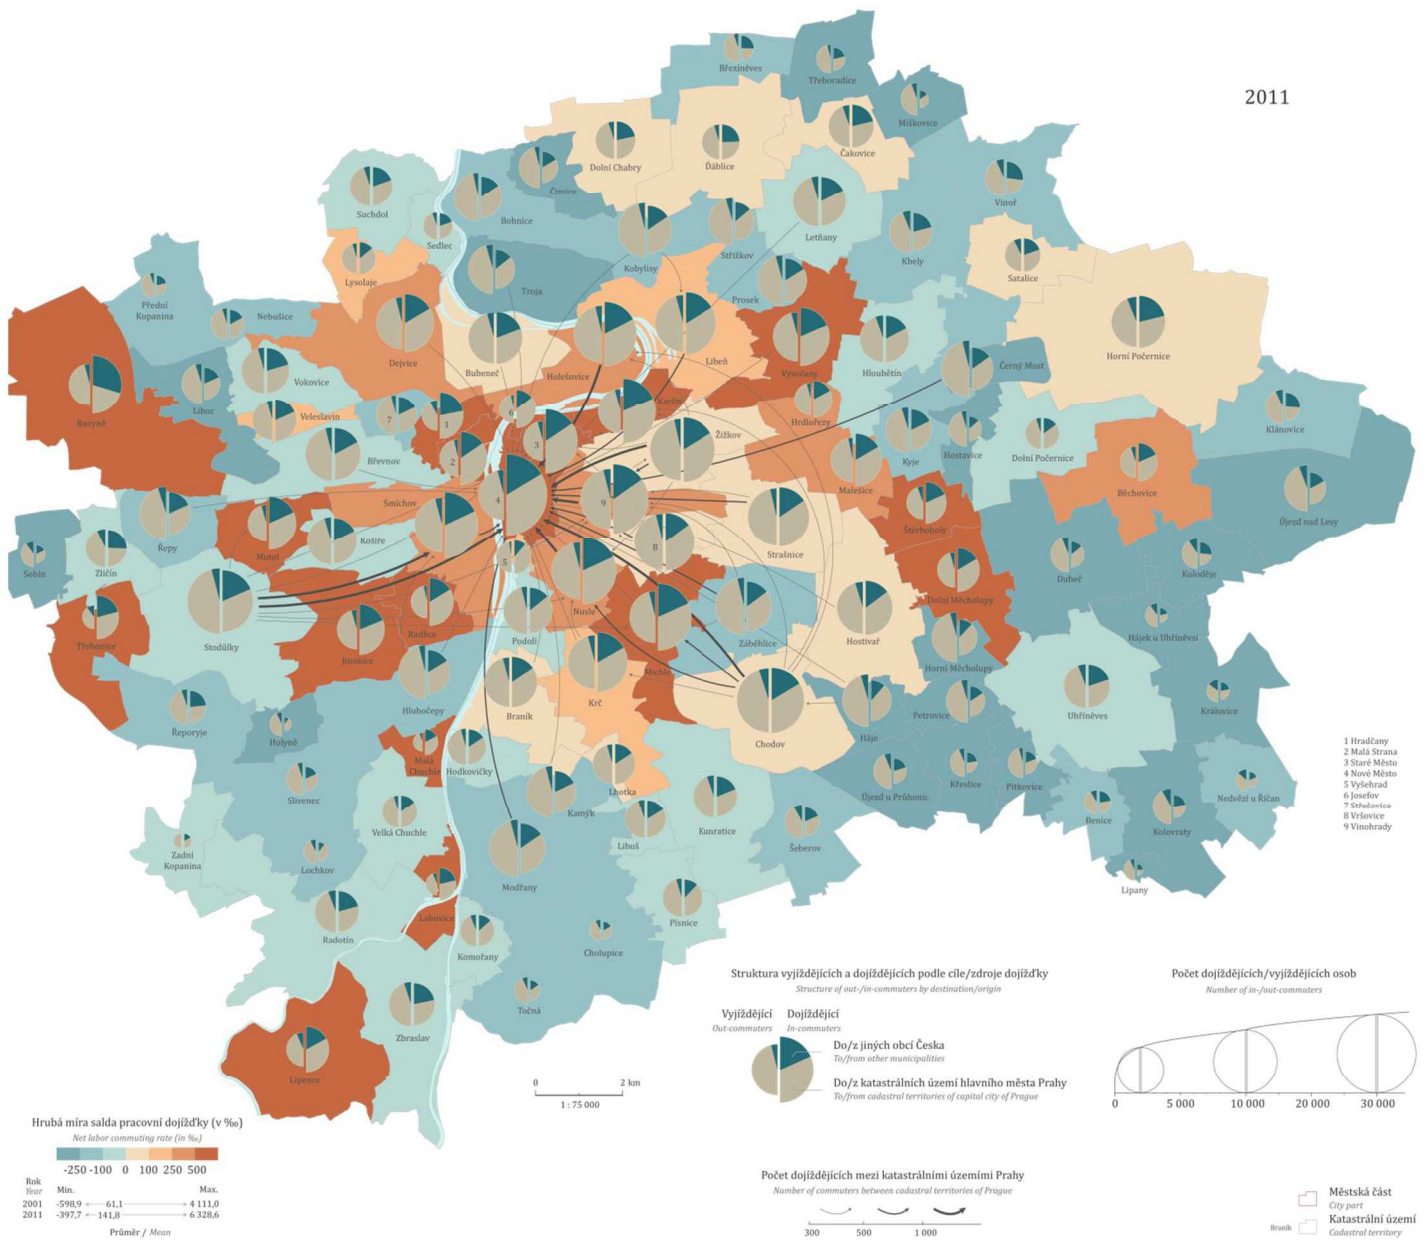 2011
Březiněves
Třeboradice
Miškovice
Dolní Chabry
Ďáblice
Čakovice
Čimice
Vinoř
Suchdol
Bohnice
Sedlec
Letňany
Kobylisy
Střížkov
Kbely
Satalice
Lysolaje
Troja
Přední
Kopanina
Nebušice
Prosek
Horní Počernice
Dejvice
Bubeneč
Holešovice
Libeň
Vysočany
Hloubětín
Černý Most
Vokovice
Liboc
Ruzyně
Veleslavín
7
1
6
Karlín
Hrdlořezy
Klánovice
Břevnov
2
3
Žižkov
Kyje
Hostavice
Dolní Počernice
Malešice
Běchovice
Smíchov
4
9
Újezd nad Lesy
Řepy
Motol
Košíře
Štěrboholy
Strašnice
Zličín
8
Sobín
5
Dubeč
Koloděje
Dolní Měcholupy
Třebonice
Stodůlky
Jinonice
Radlice
Podolí
Nusle
Záběhlice
Hostivař
Hájek u Uhříněvsi
Michle
Horní Měcholupy
Krč
Hlubočepy
Braník
Petrovice
Uhříněves
Královice
Řeporyje
Holyně
Chodov
Háje
Malá
Chuchle
Hodkovičky
Slivenec
Lhotka
Kamýk
Újezd u Průhonic
Křeslice
Pitkovice
Nedvězí u Říčan
Velká Chuchle
Libuš
Kunratice
Šeberov
Benice
Kolovraty
Zadní
Kopanina
Lochkov
Modřany
Lipany
Lahovice
Radotín
Písnice
Komořany
Cholupice
Točná
Zbraslav
Lipence
1 Hradčany
2 Malá Strana
3 Staré Město
4 Nové Město
5 Vyšehrad
6 Josefov
7 Střešovice
8 Vršovice
9 Vinohrady
Struktura vyjíždějících a dojíždějících podle cíle/zdroje dojížďky
Structure of out-/in-commuters by destination/origin
Vyjíždějící Dojíždějící
Out-commuters In-commuters
Do/z jiných obcí Česka
To/from other municipalities
Do/z katastrálních území hlavního města Prahy
To/from cadastral territories of capital city of Prague
Počet dojíždějících/vyjíždějících osob
Number of in-/out-commuters
0 5 000 10 000 20 000 30 000
0 2 km
1 : 75 000
Hrubá míra salda pracovní dojížďky (v ‰)
Net labor commuting rate (in ‰)
-250 -100 0 100 250 500
Rok
Year
Min. Max.
2001 -598,9 61,1 4 111,0
2011 -397,7 141,8 6 328,6
Průměr / Mean
Počet dojíždějících mezi katastrálními územími Prahy
Number of commuters between cadastral territories of Prague
300 500 1 000
Městská část
City part
Braník
Katastrální území
Cadastral territory